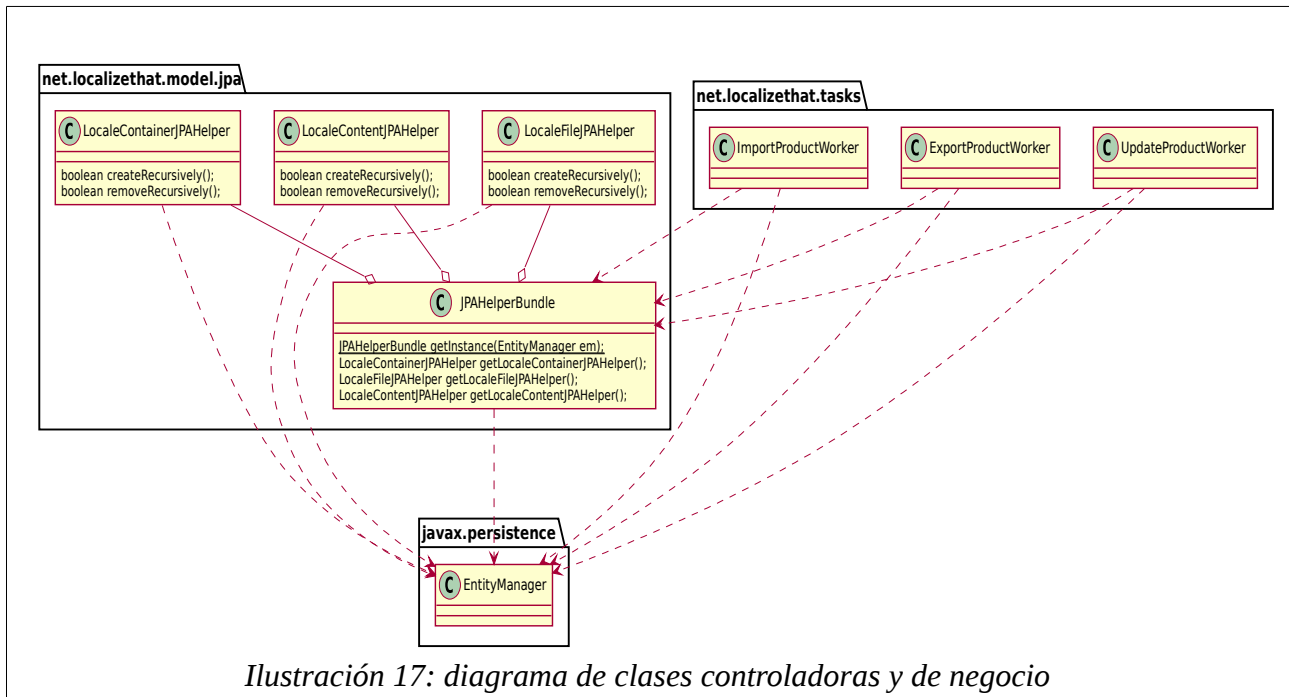 net.localizethat.model.jpa
C LocaleContainerJPAHelper
boolean createRecursively();
boolean removeRecursively();
C LocaleContentJPAHelper
boolean createRecursively();
boolean removeRecursively();
C LocaleFileJPAHelper
boolean createRecursively();
boolean removeRecursively();
net.localizethat.tasks
C ImportProductWorker
C ExportProductWorker
C UpdateProductWorker
C JPAHelperBundle
JPAHelperBundle getInstance(EntityManager em);
LocaleContainerJPAHelper getLocaleContainerJPAHelper();
LocaleFileJPAHelper getLocaleFileJPAHelper();
LocaleContentJPAHelper getLocaleContentJPAHelper();
javax.persistence
C EntityManager
Ilustración 17: diagrama de clases controladoras y de negocio